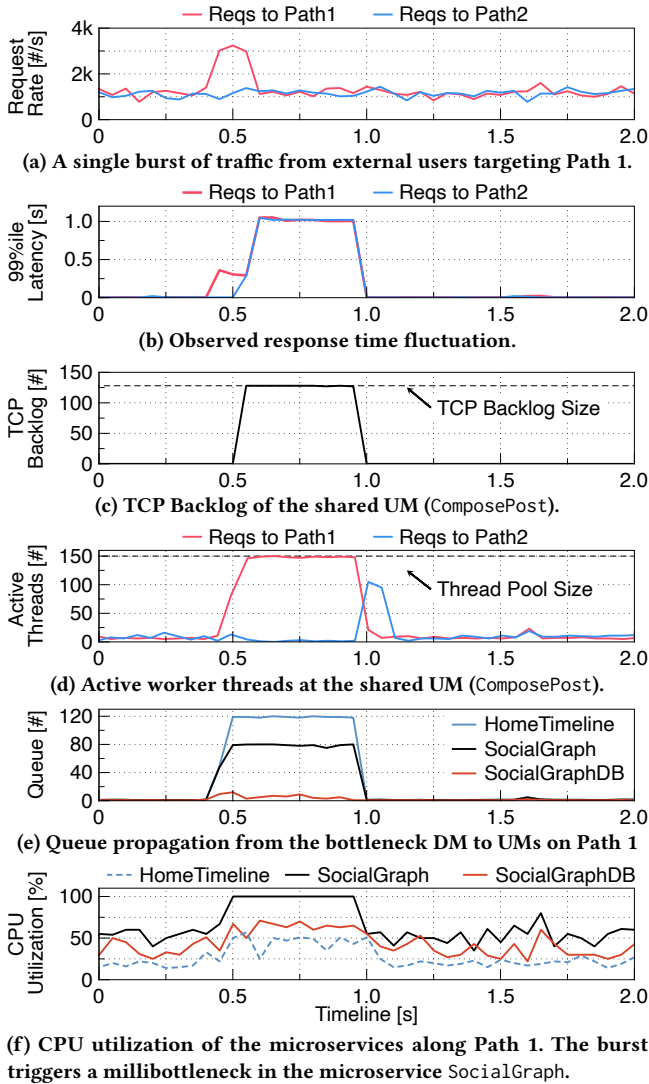 Reqs to Path1 Reqs to Path2
4k
2k
0
Request
Rate [#/s]
0 0.5 1.0 1.5 2.0
(a) A single burst of traffic from external users targeting Path 1.
Reqs to Path1 Reqs to Path2
1.0
0.5
0
99%ile
Latency [s]
0 0.5 1.0 1.5 2.0
(b) Observed response time fluctuation.
150
100
50
0
TCP
Backlog [#]
TCP Backlog Size
0 0.5 1.0 1.5 2.0
(c) TCP Backlog of the shared UM (ComposePost).
Reqs to Path1 Reqs to Path2
150
100
50
0
Active
Threads [#]
Thread Pool Size
0 0.5 1.0 1.5 2.0
(d) Active worker threads at the shared UM (ComposePost).
120
80
40
0
Queue [#]
HomeTimeline
SocialGraph
SocialGraphDB
0 0.5 1.0 1.5 2.0
(e) Queue propagation from the bottleneck DM to UMs on Path 1
HomeTimeline SocialGraph SocialGraphDB
100
50
0
CPU
Utilization [%]
0 0.5 1.0 1.5 2.0
Timeline [s]
(f) CPU utilization of the microservices along Path 1. The burst
triggers a millibottleneck in the microservice SocialGraph.